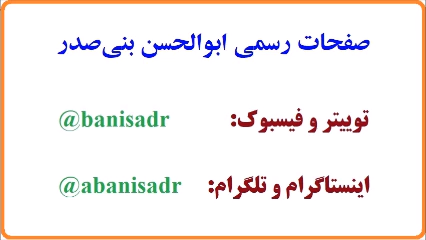 صفحات رسمی ابوالحسن بنی‌صدر
توییتر و فیسبوک: @banisadr
اینستاگرام و تلگرام: @abanisadr